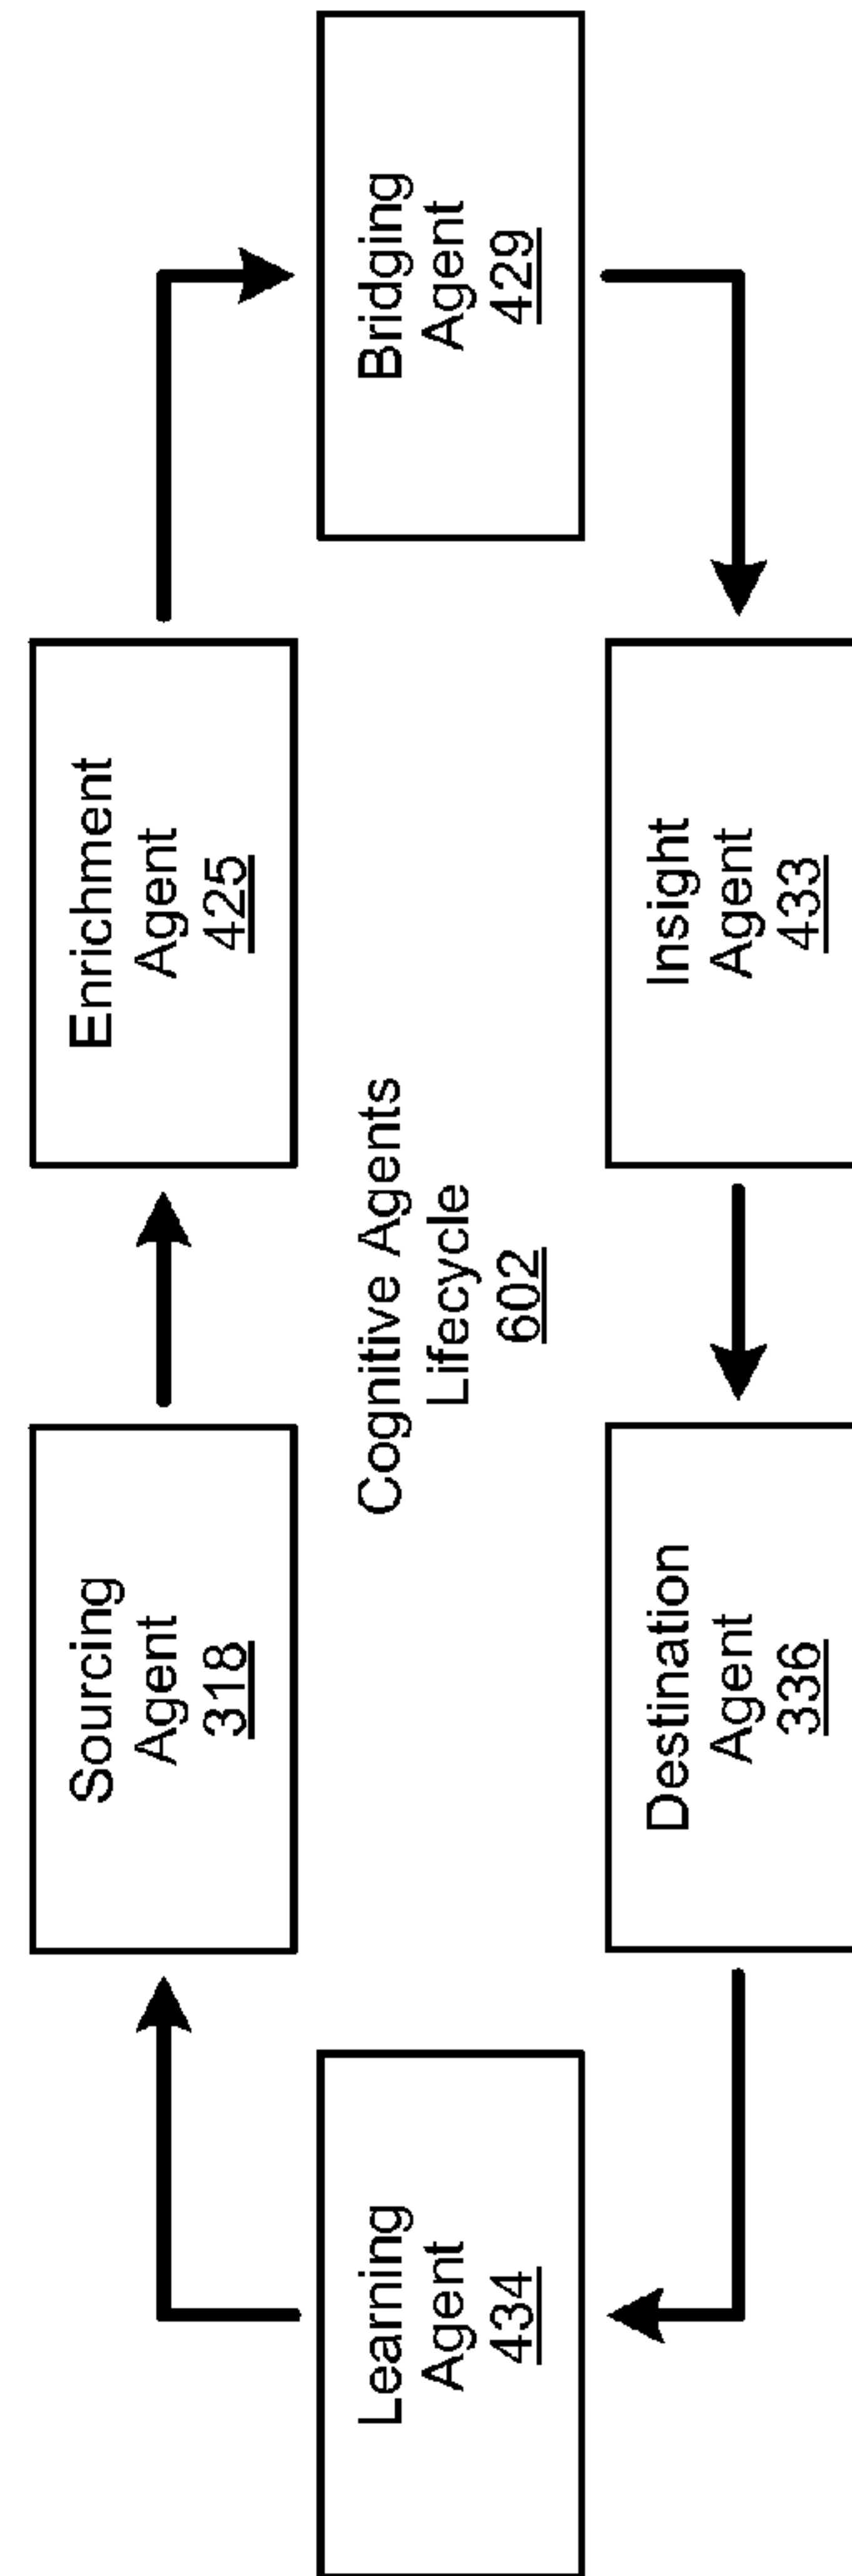 Sourcing
Agent
318
Enrichment
Agent
425
Learning
Agent
434
Cognitive Agents
Lifecycle
602
Bridging
Agent
429
Destination
Agent
336
Insight
Agent
433